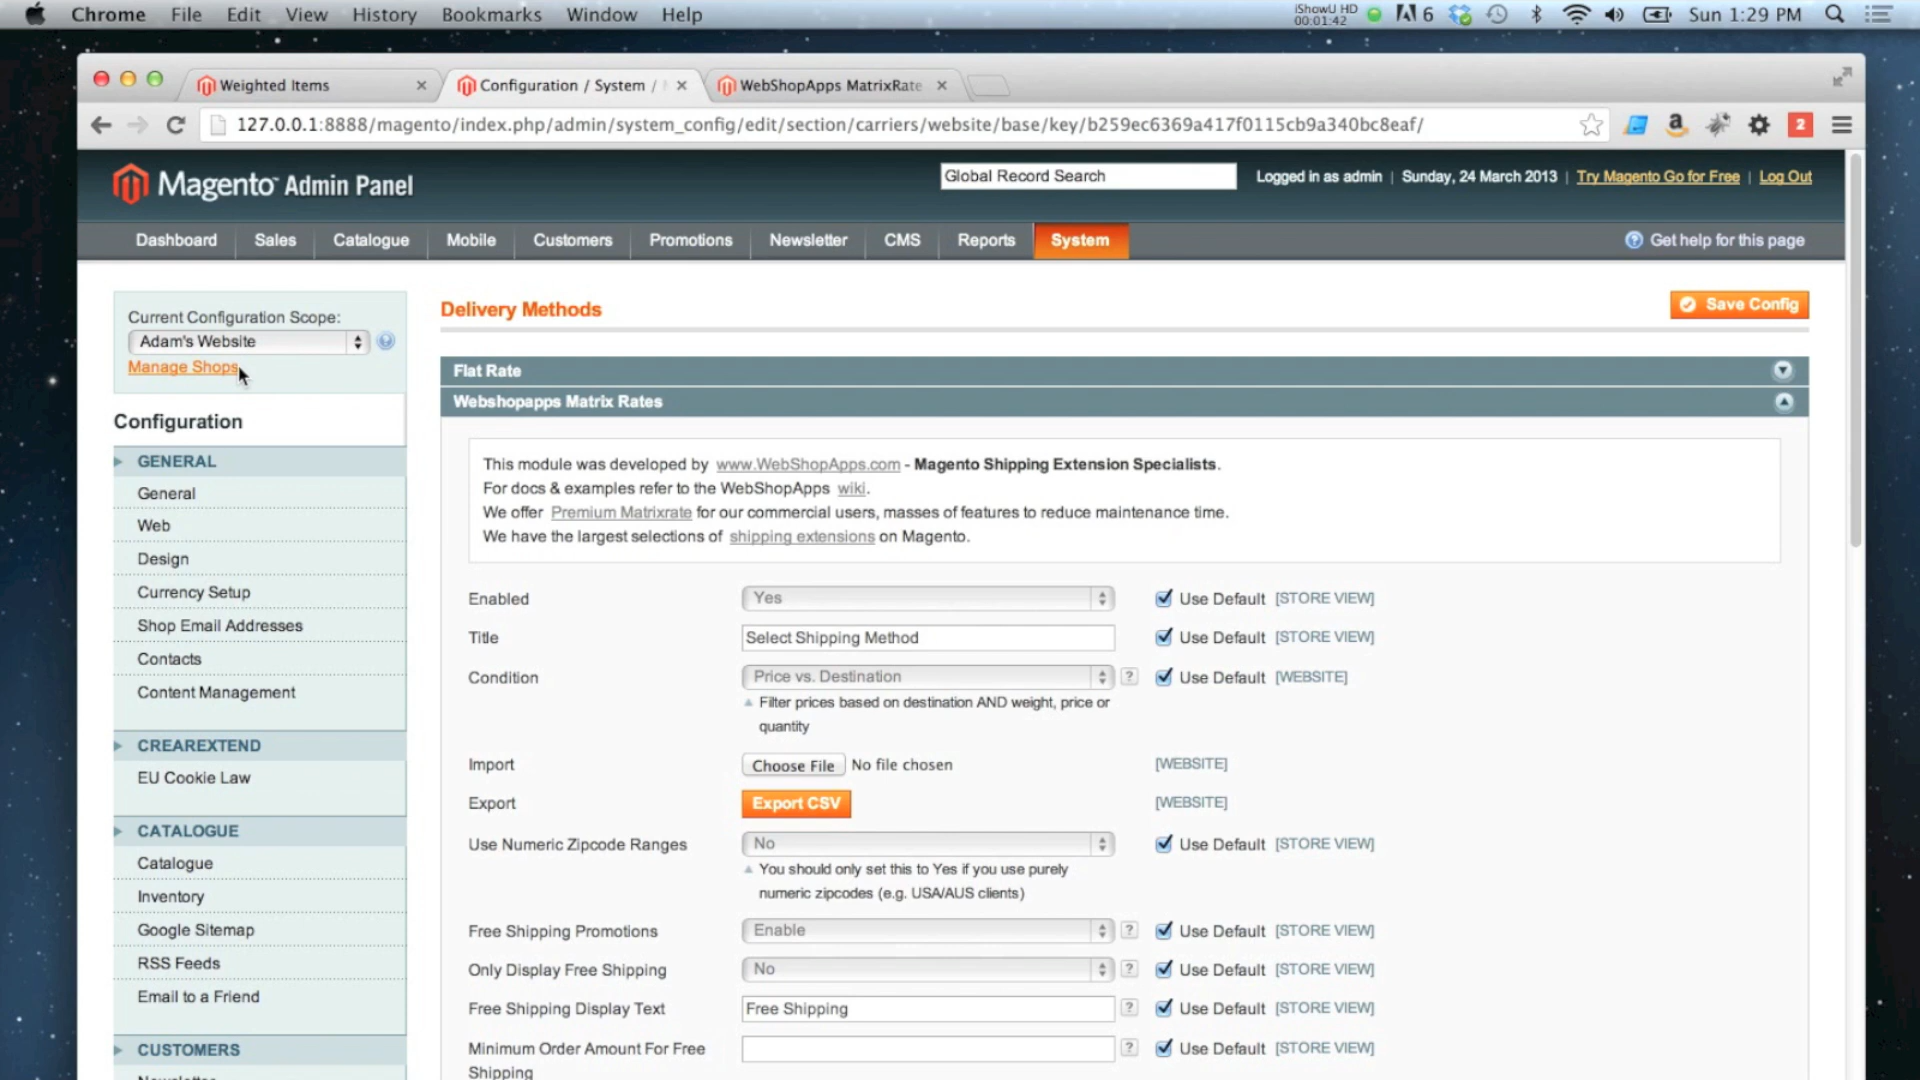 Chrome File Edit View History Bookmarks Window Help
iShowU HD
00:01:42
6
Sun 1:29 PM
Weighted Items
Configuration / System /
WebShopApps MatrixRate
127.0.0.1:8888/magento/index.php/admin/system_config/edit/section/carriers/website/base/key/b259ec6369a417f0115cb9a340bc8eaf/
2
Magento Admin Panel
Global Record Search
Logged in as admin | Sunday, 24 March 2013 | Try Magento Go for Free | Log Out
Dashboard Sales Catalogue Mobile Customers Promotions Newsletter CMS Reports System
Get help for this page
Current Configuration Scope:
Adam's Website
Manage Shops
Configuration
GENERAL
General
Web
Design
Currency Setup
Shop Email Addresses
Contacts
Content Management
CREAREXTEND
EU Cookie Law
CATALOGUE
Catalogue
Inventory
Google Sitemap
RSS Feeds
Email to a Friend
CUSTOMERS
Newsletter
Delivery Methods
Save Config
Flat Rate
Webshopapps Matrix Rates
This module was developed by www.WebShopApps.com - Magento Shipping Extension Specialists.
For docs & examples refer to the WebShopApps wiki.
We offer Premium Matrixrate for our commercial users, masses of features to reduce maintenance time.
We have the largest selections of shipping extensions on Magento.
Enabled Yes Use Default [STORE VIEW]
Title Select Shipping Method Use Default [STORE VIEW]
Condition Price vs. Destination ? Use Default [WEBSITE]
Filter prices based on destination AND weight, price or
quantity
Import Choose File No file chosen [WEBSITE]
Export Export CSV [WEBSITE]
Use Numeric Zipcode Ranges No Use Default [STORE VIEW]
You should only set this to Yes if you use purely
numeric zipcodes (e.g. USA/AUS clients)
Free Shipping Promotions Enable ? Use Default [STORE VIEW]
Only Display Free Shipping No ? Use Default [STORE VIEW]
Free Shipping Display Text Free Shipping ? Use Default [STORE VIEW]
Minimum Order Amount For Free ? Use Default [STORE VIEW]
Shipping